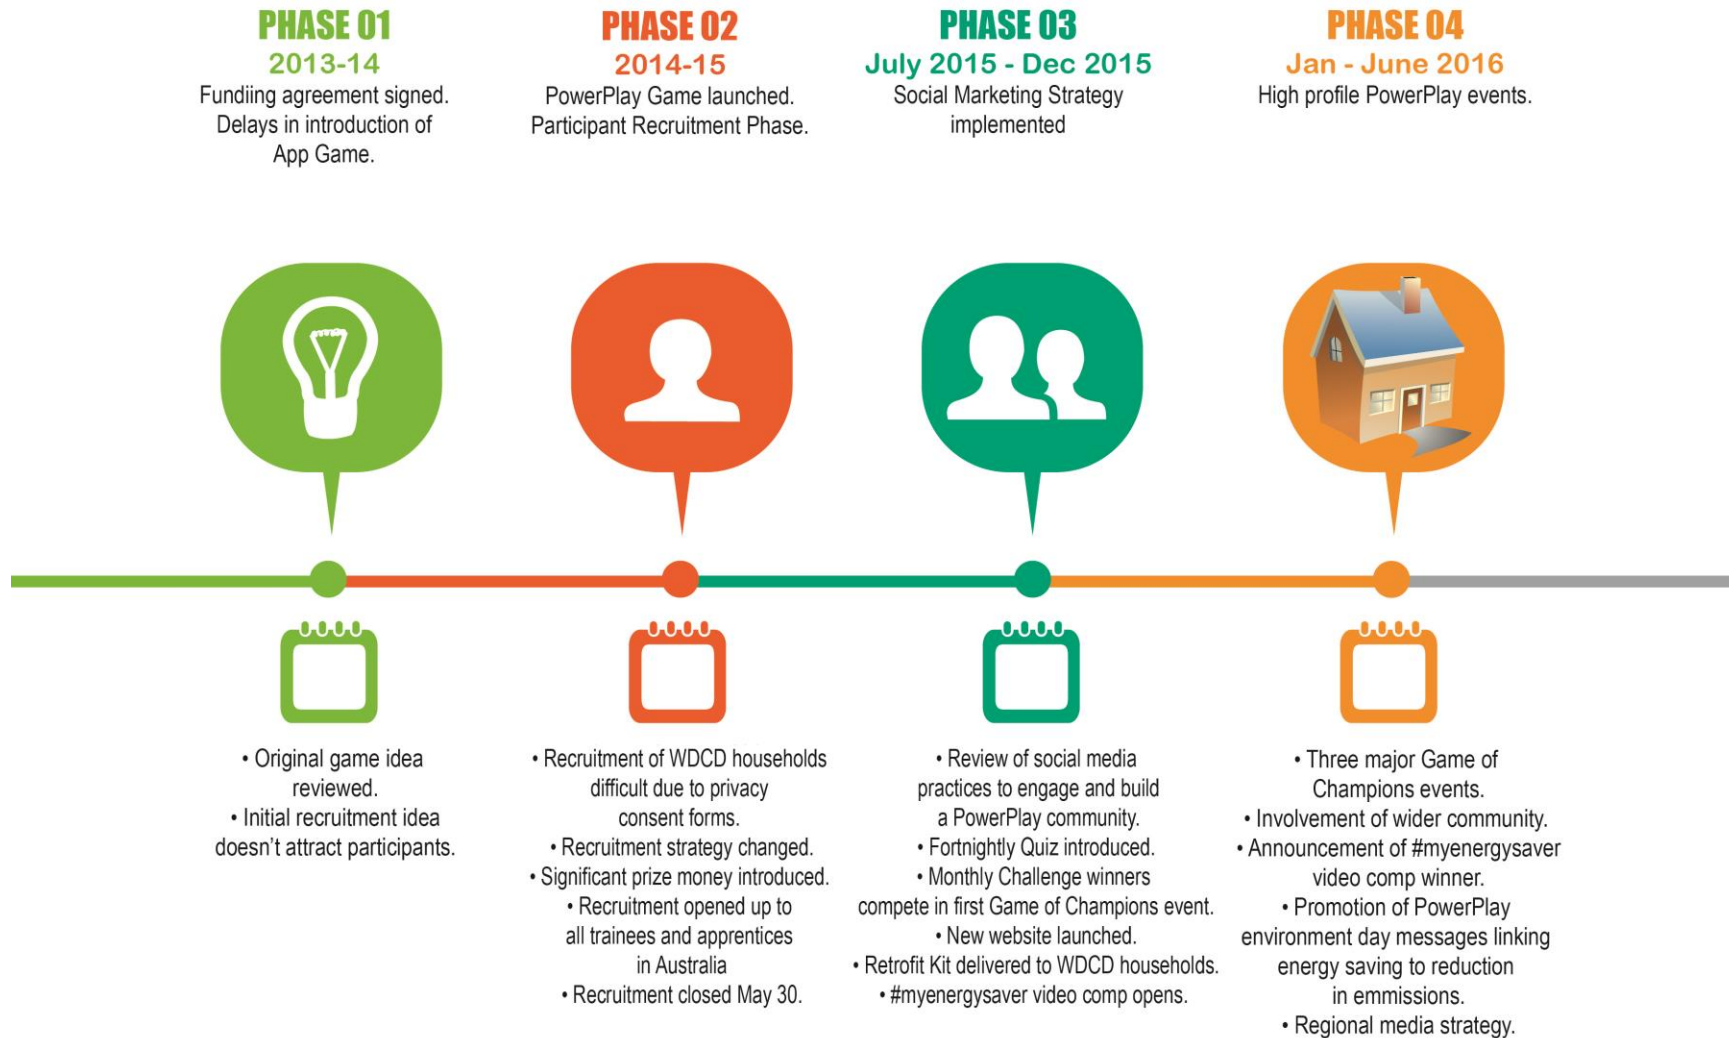 PHASE 01
2013-14
Fundiing agreement signed.
Delays in introduction of
App Game.
PHASE 02
2014-15
PowerPlay Game launched.
Participant Recruitment Phase.
PHASE 03
July 2015 - Dec 2015
Social Marketing Strategy
implemented
PHASE 04
Jan - June 2016
High profile PowerPlay events.
• Original game idea
reviewed.
• Initial recruitment idea
doesn't attract participants.
• Recruitment of WDCD households
difficult due to privacy
consent forms.
• Recruitment strategy changed.
• Significant prize money introduced.
• Recruitment opened up to
all trainees and apprentices
in Australia
• Recruitment closed May 30.
• Review of social media
practices to engage and build
a PowerPlay community.
• Fortnightly Quiz introduced.
• Monthly Challenge winners
compete in first Game of Champions event.
• New website launched.
• Retrofit Kit delivered to WDCD households.
• #myenergysaver video comp opens.
• Three major Game of
Champions events.
• Involvement of wider community.
• Announcement of #myenergysaver
video comp winner.
• Promotion of PowerPlay
environment day messages linking
energy saving to reduction
in emmissions.
• Regional media strategy.